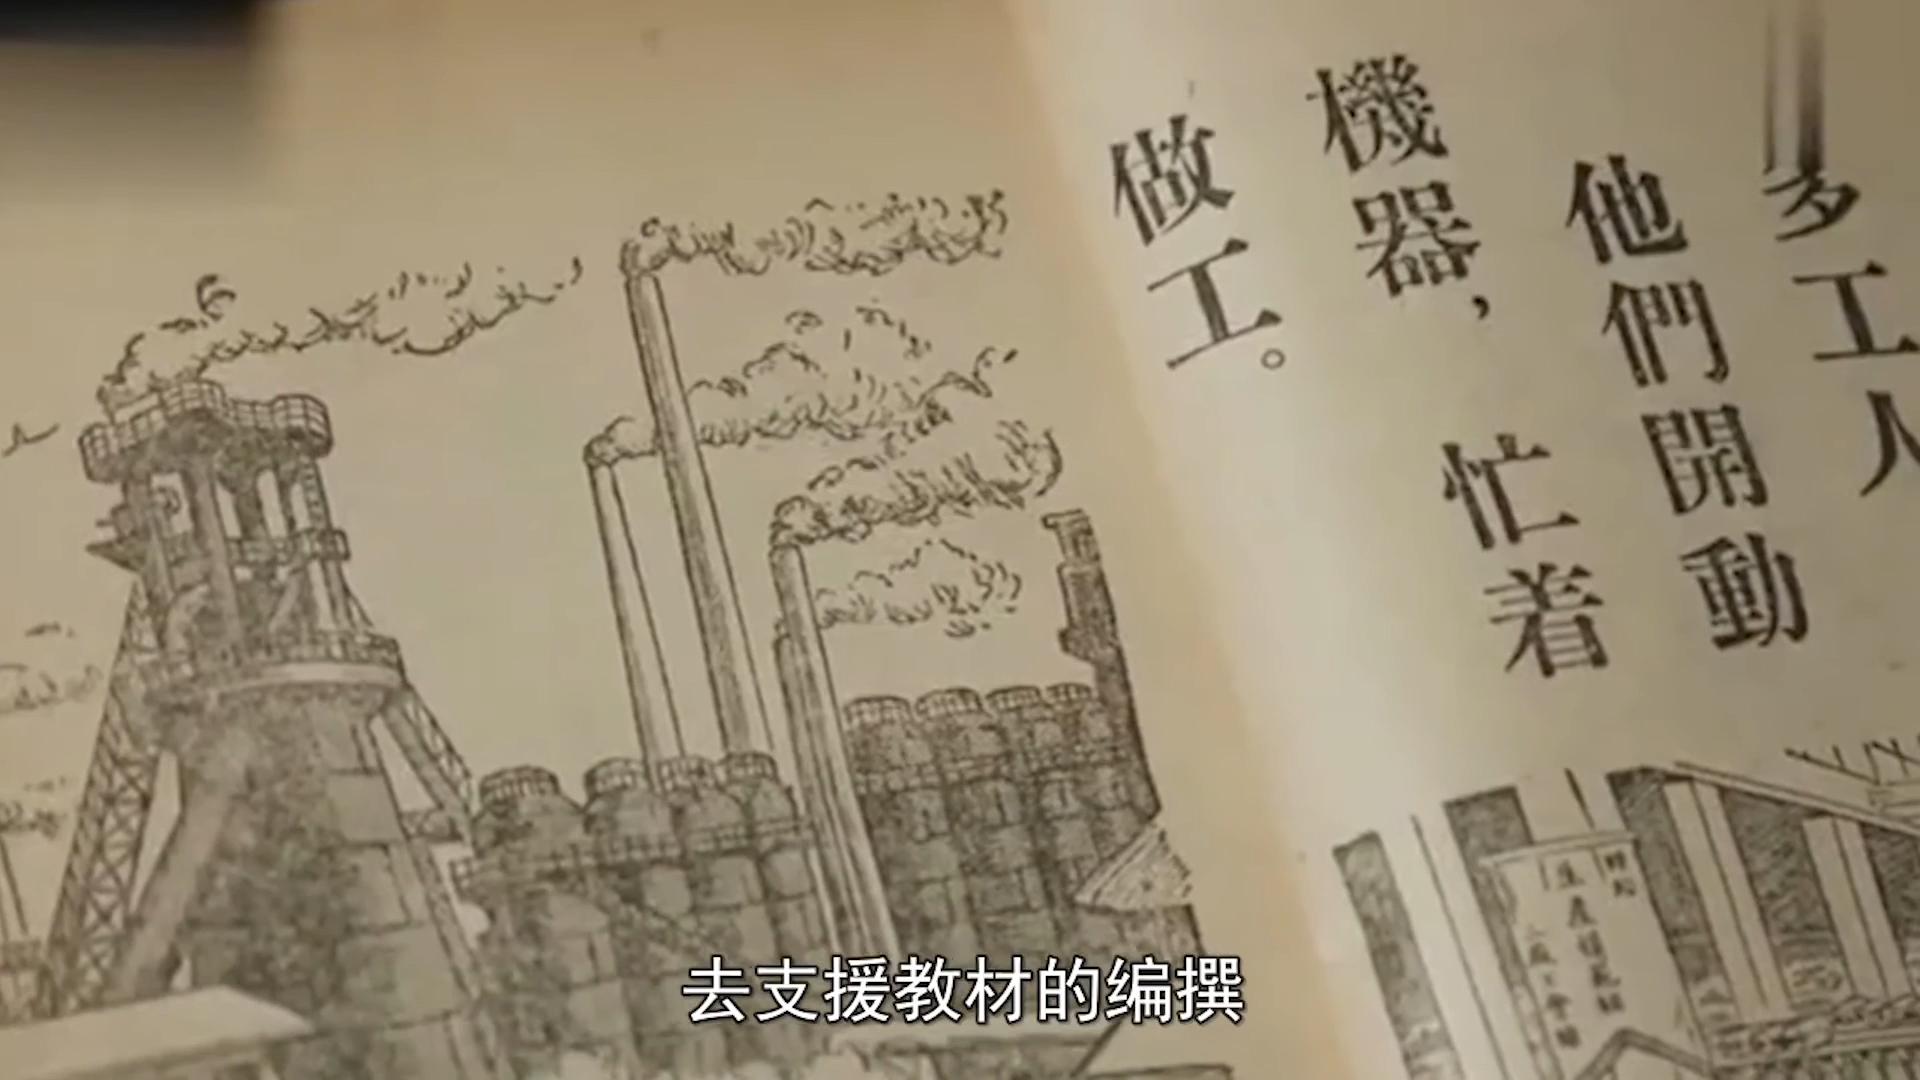 多工人
他們開動
機器，忙着
做工。
去支援教材的编撰